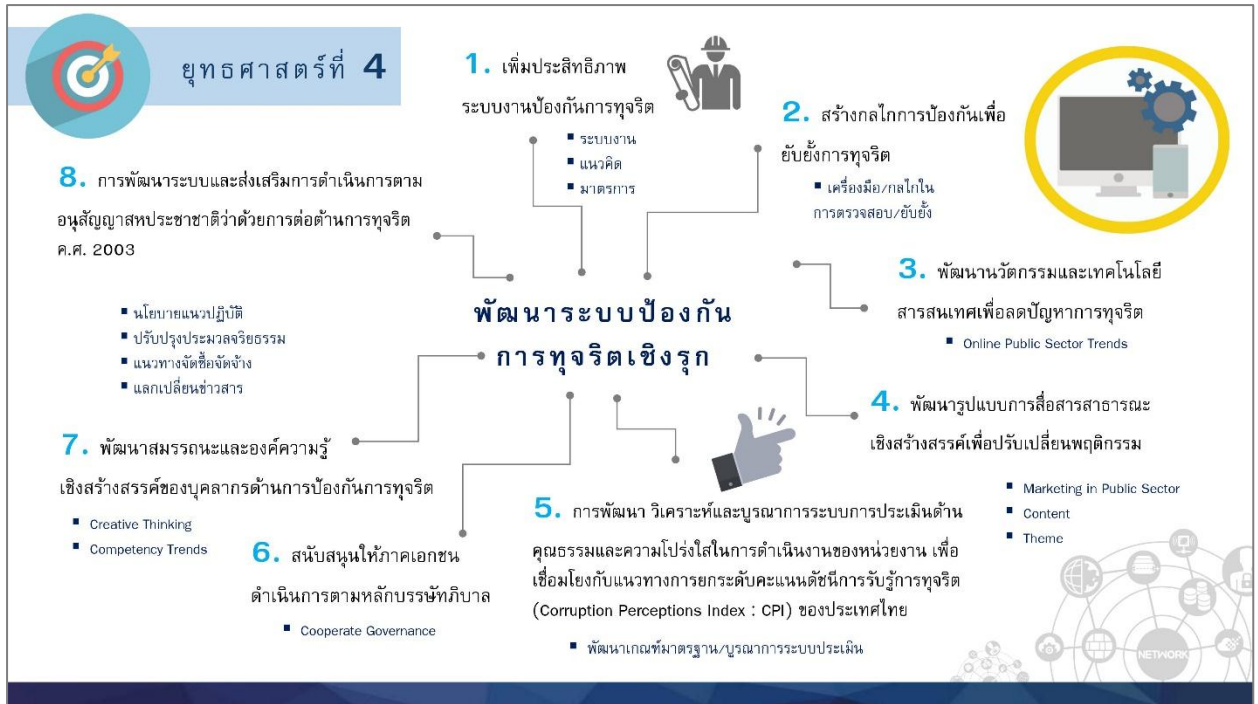 ยุทธศาสตร์ที่ 4
1. เพิ่มประสิทธิภาพ
ระบบงานป้องกันการทุจริต
▪ ระบบงาน
▪ แนวคิด
▪ มาตรการ
2. สร้างกลไกการป้องกันเพื่อ
ยับยั้งการทุจริต
▪ เครื่องมือ/กลไกใน
การตรวจสอบ/ยับยั้ง
3. พัฒนานวัตกรรมและเทคโนโลยี
สารสนเทศเพื่อลดปัญหาการทุจริต
▪ Online Public Sector Trends
4. พัฒนารูปแบบการสื่อสารสาธารณะ
เชิงสร้างสรรค์เพื่อปรับเปลี่ยนพฤติกรรม
▪ Marketing in Public Sector
▪ Content
▪ Theme
5. การพัฒนา วิเคราะห์และบูรณาการระบบการประเมินด้าน
คุณธรรมและความโปร่งใสในการดำเนินงานของหน่วยงาน เพื่อ
เชื่อมโยงกับแนวทางการยกระดับคะแนนดัชนีการรับรู้การทุจริต
(Corruption Perceptions Index : CPI) ของประเทศไทย
▪ พัฒนาเกณฑ์มาตรฐาน/บูรณาการระบบประเมิน
6. สนับสนุนให้ภาคเอกชน
ดำเนินการตามหลักบรรษัทภิบาล
▪ Cooperate Governance
7. พัฒนาสมรรถนะและองค์ความรู้
เชิงสร้างสรรค์ของบุคลากรด้านการป้องกันการทุจริต
▪ Creative Thinking
▪ Competency Trends
8. การพัฒนาระบบและส่งเสริมการดำเนินการตาม
อนุสัญญาสหประชาชาติว่าด้วยการต่อต้านการทุจริต
ค.ศ. 2003
▪ นโยบายแนวปฏิบัติ
▪ ปรับปรุงประมวลจริยธรรม
▪ แนวทางจัดซื้อจัดจ้าง
▪ แลกเปลี่ยนข่าวสาร
พัฒนาระบบป้องกัน
การทุจริตเชิงรุก
NETWORK